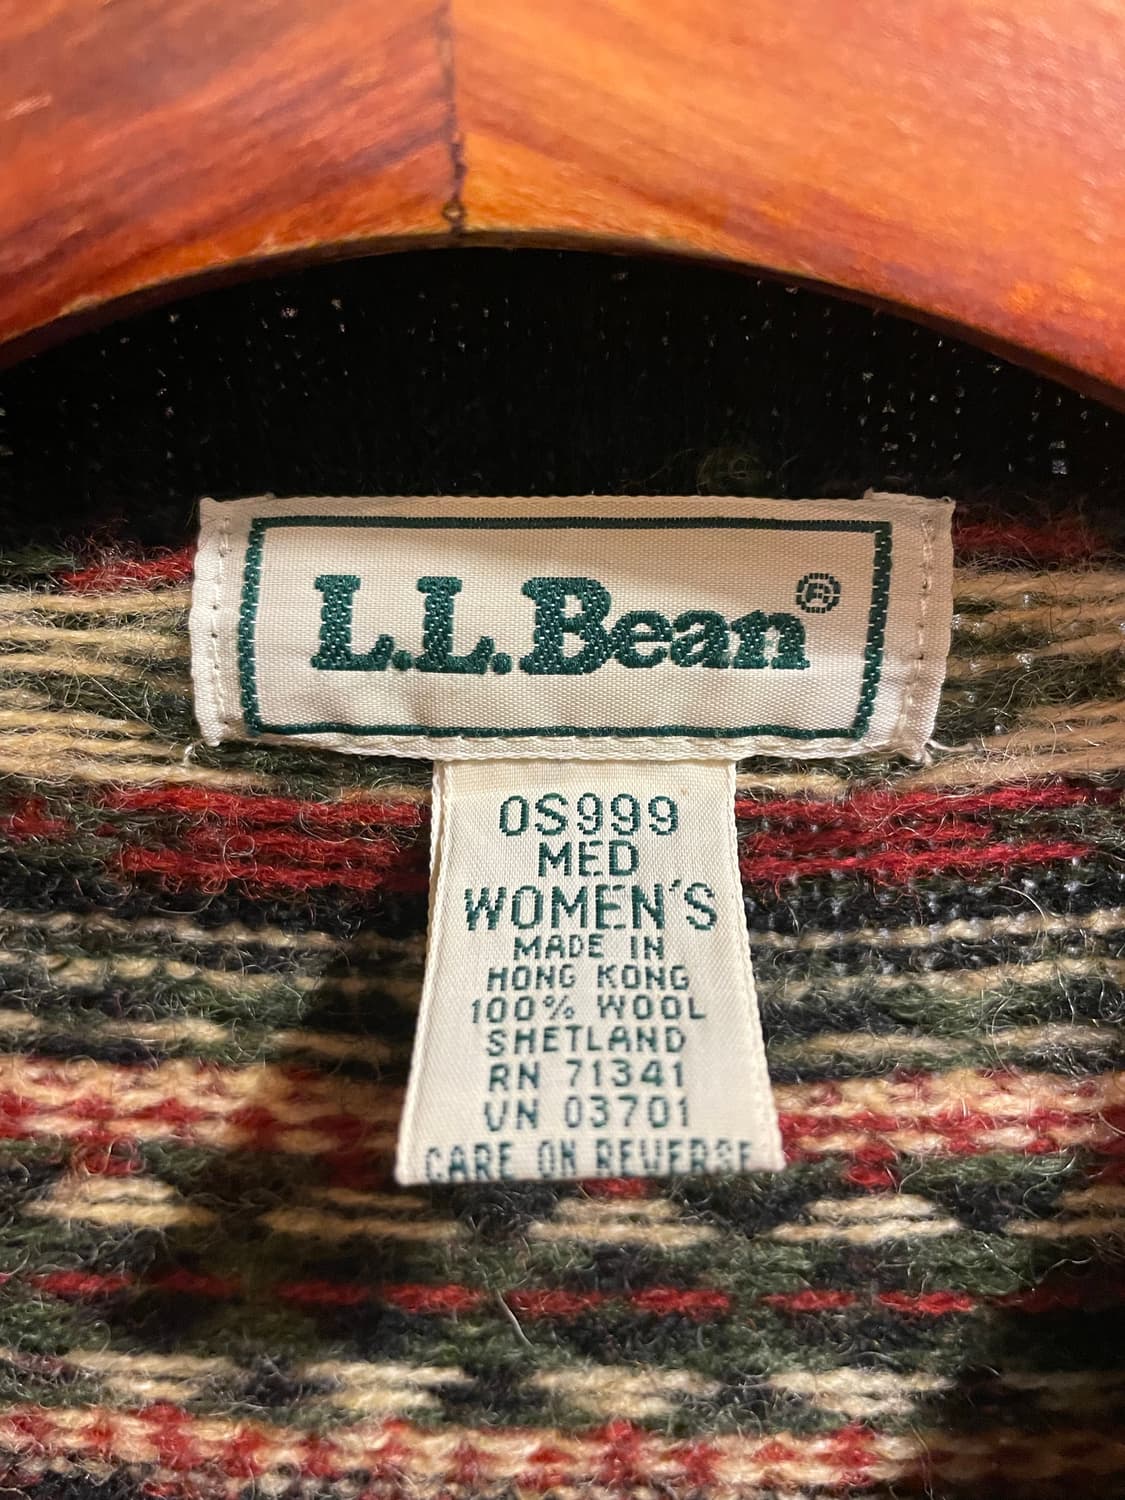 L.L.Bean®
0S999
MED
WOMEN'S
MADE IN
HONG KONG
100% WOOL
SHETLAND
RN 71341
VN 03701
CARE ON REVERSE